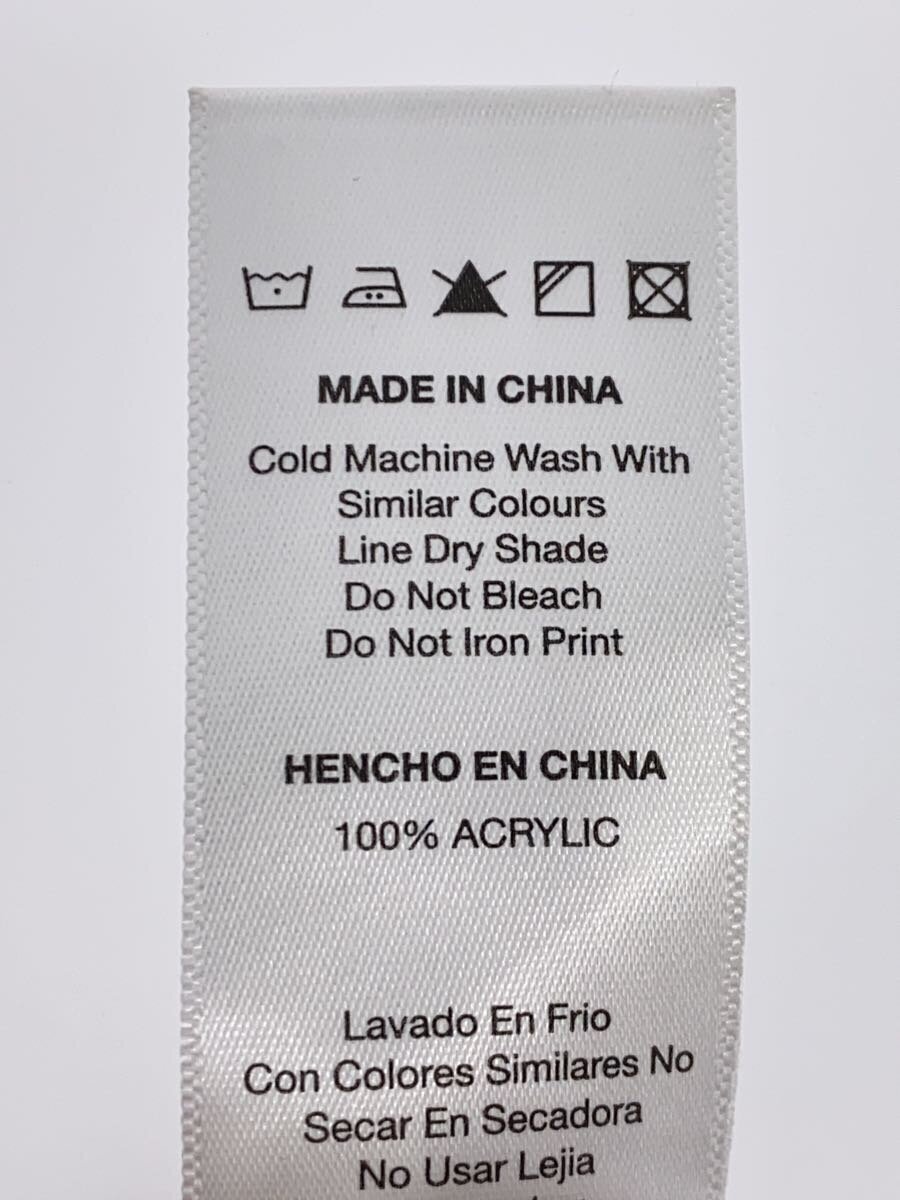 MADE IN CHINA
Cold Machine Wash With
Similar Colours
Line Dry Shade
Do Not Bleach
Do Not Iron Print
HENCHO EN CHINA
100% ACRYLIC
Lavado En Frio
Con Colores Similares No
Secar En Secadora
No Usar Lejia